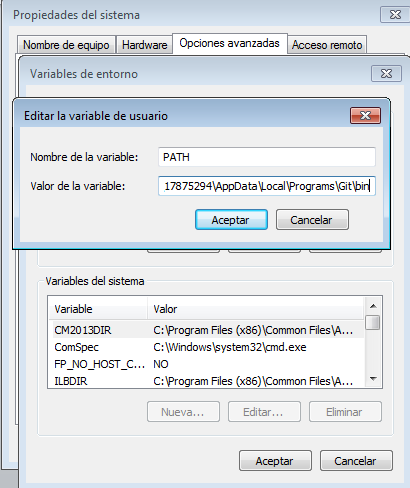 Propiedades del sistema
Nombre de equipo Hardware Opciones avanzadas Acceso remoto
Variables de entorno
Editar la variable de usuario
Nombre de la variable: PATH
Valor de la variable: 17875294\AppData\Local\Programs\Git\bin
Aceptar Cancelar
Variables del sistema
Variable Valor
CM2013DIR C:\Program Files (x86)\Common Files\A...
ComSpec C:\Windows\system32\cmd.exe
FP_NO_HOST_C... NO
ILBDIR C:\Program Files (x86)\Common Files\A...
Nueva... Editar... Eliminar
Aceptar Cancelar